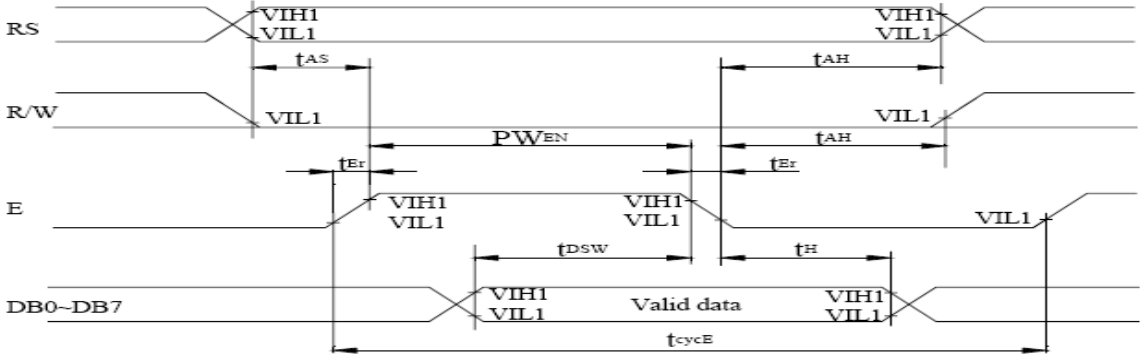 VIH1 VIH1
RS
VIL1 VIL1
tAS tAH
R/W
VIL1 VIL1
PWEN tAH
tEr tEr
VIH1 VIH1
E
VIL1 VIL1 VIL1
tDSW tH
VIH1 Valid data VIH1
DB0~DB7
VIL1 VIL1
tcycE